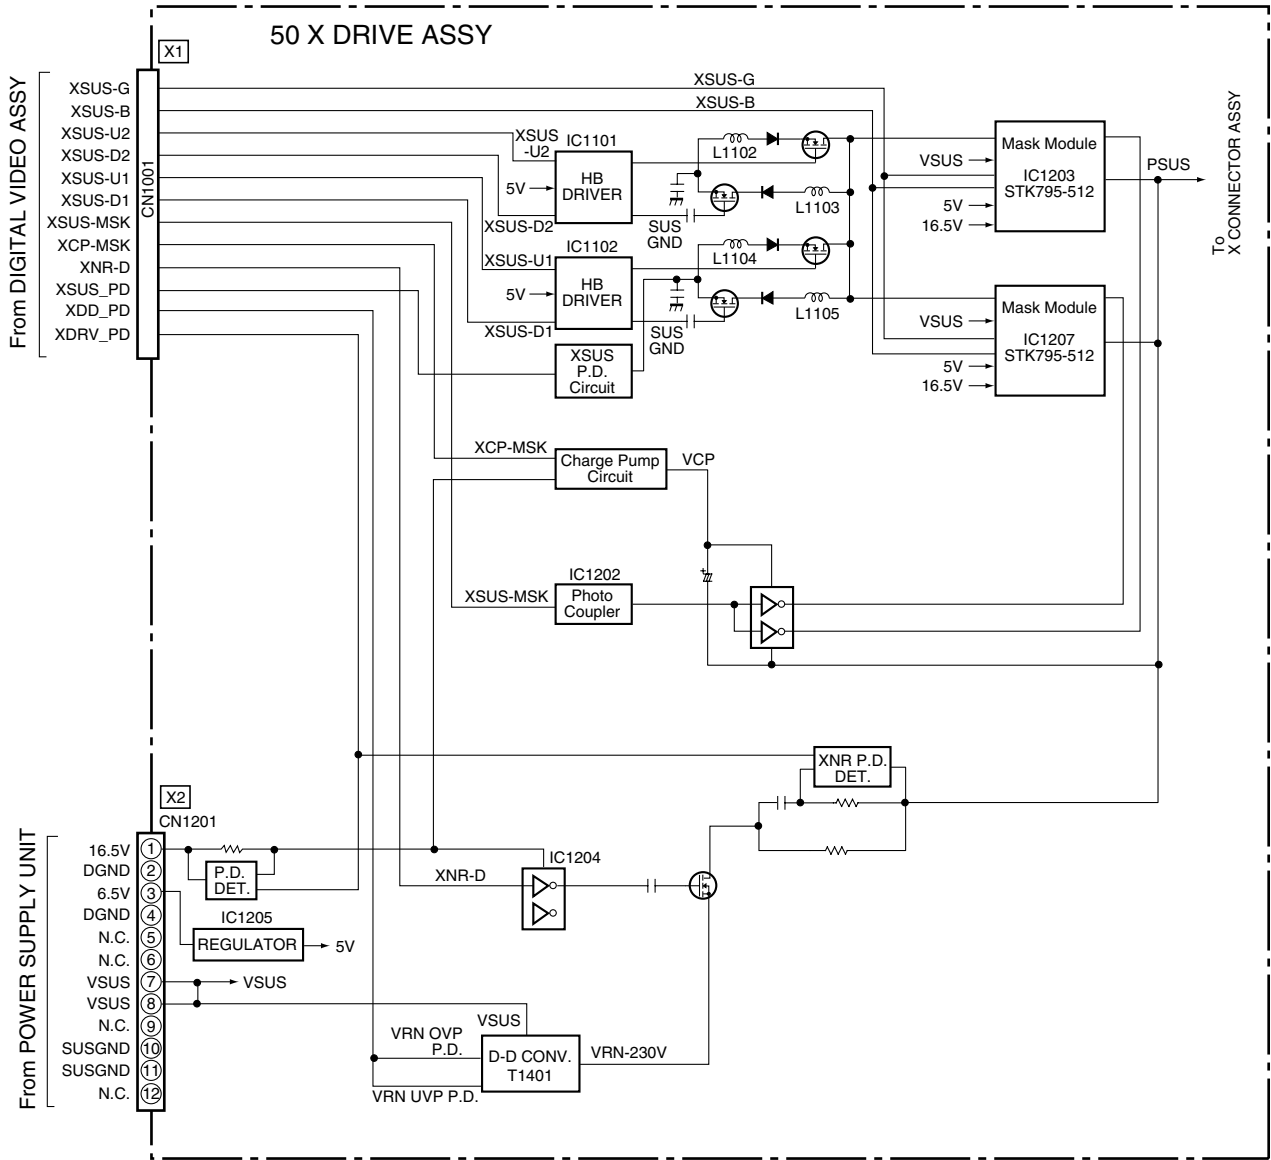 50 X DRIVE ASSY
X1
From DIGITAL VIDEO ASSY
CN1001
XSUS-G
XSUS-B
XSUS-U2
XSUS-D2
XSUS-U1
XSUS-D1
XSUS-MSK
XCP-MSK
XNR-D
XSUS_PD
XDD_PD
XDRV_PD
XSUS-G
XSUS-B
XSUS
-U2
IC1101
HB
DRIVER
5V
XSUS-D2
L1102
L1103
SUS
GND
IC1102
XSUS-U1
HB
DRIVER
5V
XSUS-D1
L1104
L1105
SUS
GND
XSUS
P.D.
Circuit
Mask Module
IC1203
STK795-512
VSUS
5V
16.5V
PSUS
To
X CONNECTOR ASSY
Mask Module
IC1207
STK795-512
VSUS
5V
16.5V
XCP-MSK
Charge Pump
Circuit
VCP
+
IC1202
XSUS-MSK
Photo
Coupler
XNR P.D.
DET.
X2
CN1201
From POWER SUPPLY UNIT
16.5V 1
DGND 2
6.5V 3
DGND 4
N.C. 5
N.C. 6
VSUS 7
VSUS 8
N.C. 9
SUSGND 10
SUSGND 11
N.C. 12
P.D.
DET.
IC1205
REGULATOR
5V
VSUS
XNR-D
IC1204
VSUS
VRN OVP
P.D.
D-D CONV.
T1401
VRN-230V
VRN UVP P.D.